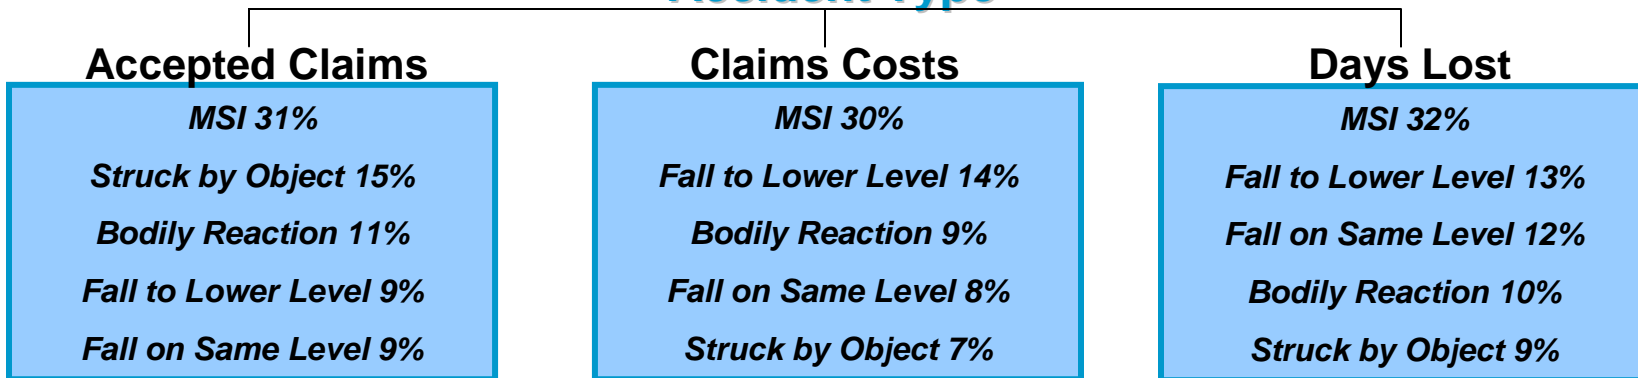 Accident Type
Accepted Claims
MSI 31%
Struck by Object 15%
Bodily Reaction 11%
Fall to Lower Level 9%
Fall on Same Level 9%
Claims Costs
MSI 30%
Fall to Lower Level 14%
Bodily Reaction 9%
Fall on Same Level 8%
Struck by Object 7%
Days Lost
MSI 32%
Fall to Lower Level 13%
Fall on Same Level 12%
Bodily Reaction 10%
Struck by Object 9%